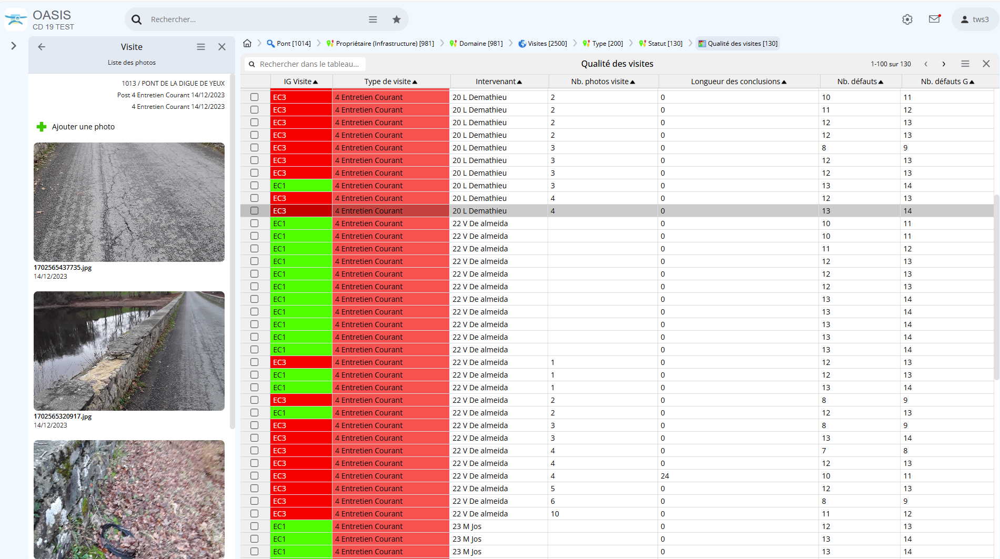 OASIS
CD 19 TEST
Rechercher...
tws3
Visite
Liste des photos
1013 / PONT DE LA DIGUE DE YEUX
Post 4 Entretien Courant 14/12/2023
4 Entretien Courant 14/12/2023
Ajouter une photo
1702565437735.jpg
14/12/2023
1702565320917.jpg
14/12/2023
Pont [1014] Propriétaire (Infrastructure) [981] Domaine [981] Visites [2500] Type [200] Statut [130] Qualité des visites [130]
Rechercher dans le tableau... Qualité des visites 1-100 sur 130
IG Visite▲ Type de visite▲ Intervenant▲ Nb. photos visite▲ Longueur des conclusions▲ Nb. défauts▲ Nb. défauts G▲
EC3 4 Entretien Courant 20 L Demathieu 2 0 10 11
EC3 4 Entretien Courant 20 L Demathieu 2 0 11 12
EC3 4 Entretien Courant 20 L Demathieu 2 0 12 13
EC3 4 Entretien Courant 20 L Demathieu 2 0 12 13
EC3 4 Entretien Courant 20 L Demathieu 3 0 8 9
EC3 4 Entretien Courant 20 L Demathieu 3 0 12 13
EC3 4 Entretien Courant 20 L Demathieu 3 0 12 13
EC1 4 Entretien Courant 20 L Demathieu 3 0 13 14
EC3 4 Entretien Courant 20 L Demathieu 4 0 12 13
EC3 4 Entretien Courant 20 L Demathieu 4 0 13 14
EC1 4 Entretien Courant 22 V De almeida 0 10 11
EC1 4 Entretien Courant 22 V De almeida 0 10 11
EC1 4 Entretien Courant 22 V De almeida 0 11 12
EC1 4 Entretien Courant 22 V De almeida 0 12 13
EC1 4 Entretien Courant 22 V De almeida 0 12 13
EC1 4 Entretien Courant 22 V De almeida 0 12 13
EC1 4 Entretien Courant 22 V De almeida 0 13 14
EC1 4 Entretien Courant 22 V De almeida 0 13 14
EC1 4 Entretien Courant 22 V De almeida 0 13 14
EC1 4 Entretien Courant 22 V De almeida 0 13 14
EC1 4 Entretien Courant 22 V De almeida 0 13 14
EC3 4 Entretien Courant 22 V De almeida 1 0 12 13
EC1 4 Entretien Courant 22 V De almeida 1 0 12 13
EC1 4 Entretien Courant 22 V De almeida 1 0 13 14
EC3 4 Entretien Courant 22 V De almeida 2 0 8 9
EC1 4 Entretien Courant 22 V De almeida 2 0 12 13
EC3 4 Entretien Courant 22 V De almeida 3 0 8 9
EC3 4 Entretien Courant 22 V De almeida 3 0 13 14
EC3 4 Entretien Courant 22 V De almeida 4 0 7 8
EC3 4 Entretien Courant 22 V De almeida 4 0 12 13
EC3 4 Entretien Courant 22 V De almeida 4 24 10 11
EC3 4 Entretien Courant 22 V De almeida 5 0 12 13
EC3 4 Entretien Courant 22 V De almeida 6 0 8 9
EC3 4 Entretien Courant 22 V De almeida 10 0 11 12
EC1 4 Entretien Courant 23 M Jos 0 12 13
EC1 4 Entretien Courant 23 M Jos 0 13 14
EC1 4 Entretien Courant 23 M Jos 0 13 14